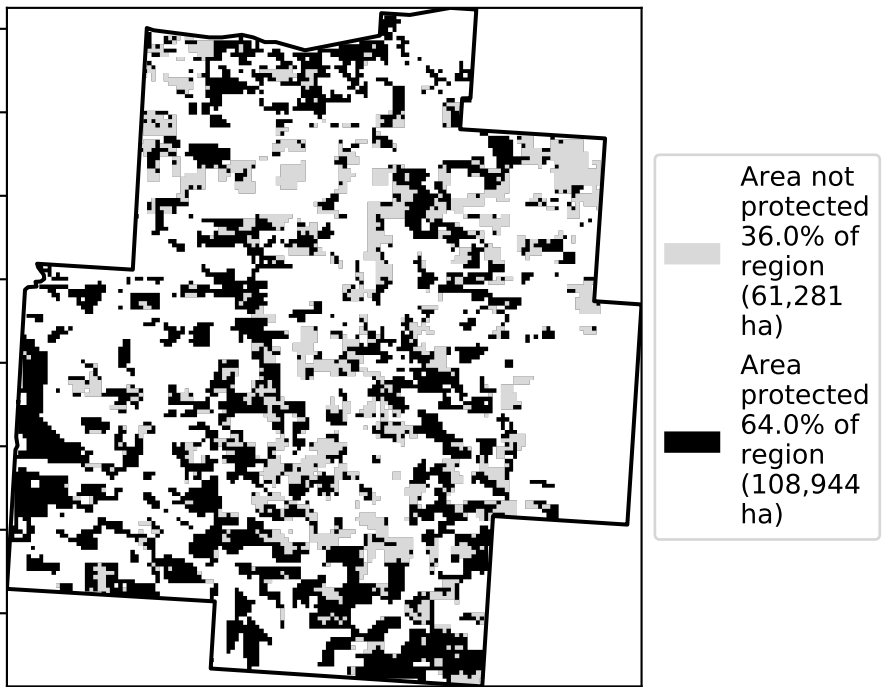 Area not
protected
36.0% of
region
(61,281
ha)
Area
protected
64.0% of
region
(108,944
ha)